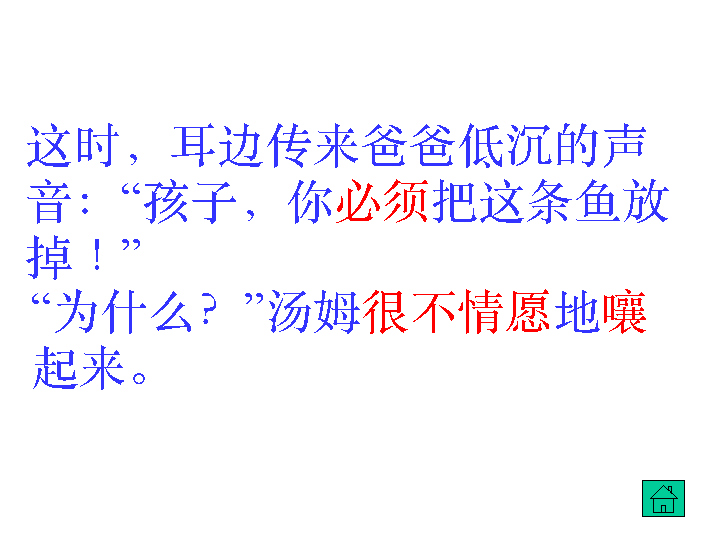 这时，耳边传来爸爸低沉的声
音：“孩子，你必须把这条鱼放
掉！”
“为什么？”汤姆很不情愿地嚷
起来。